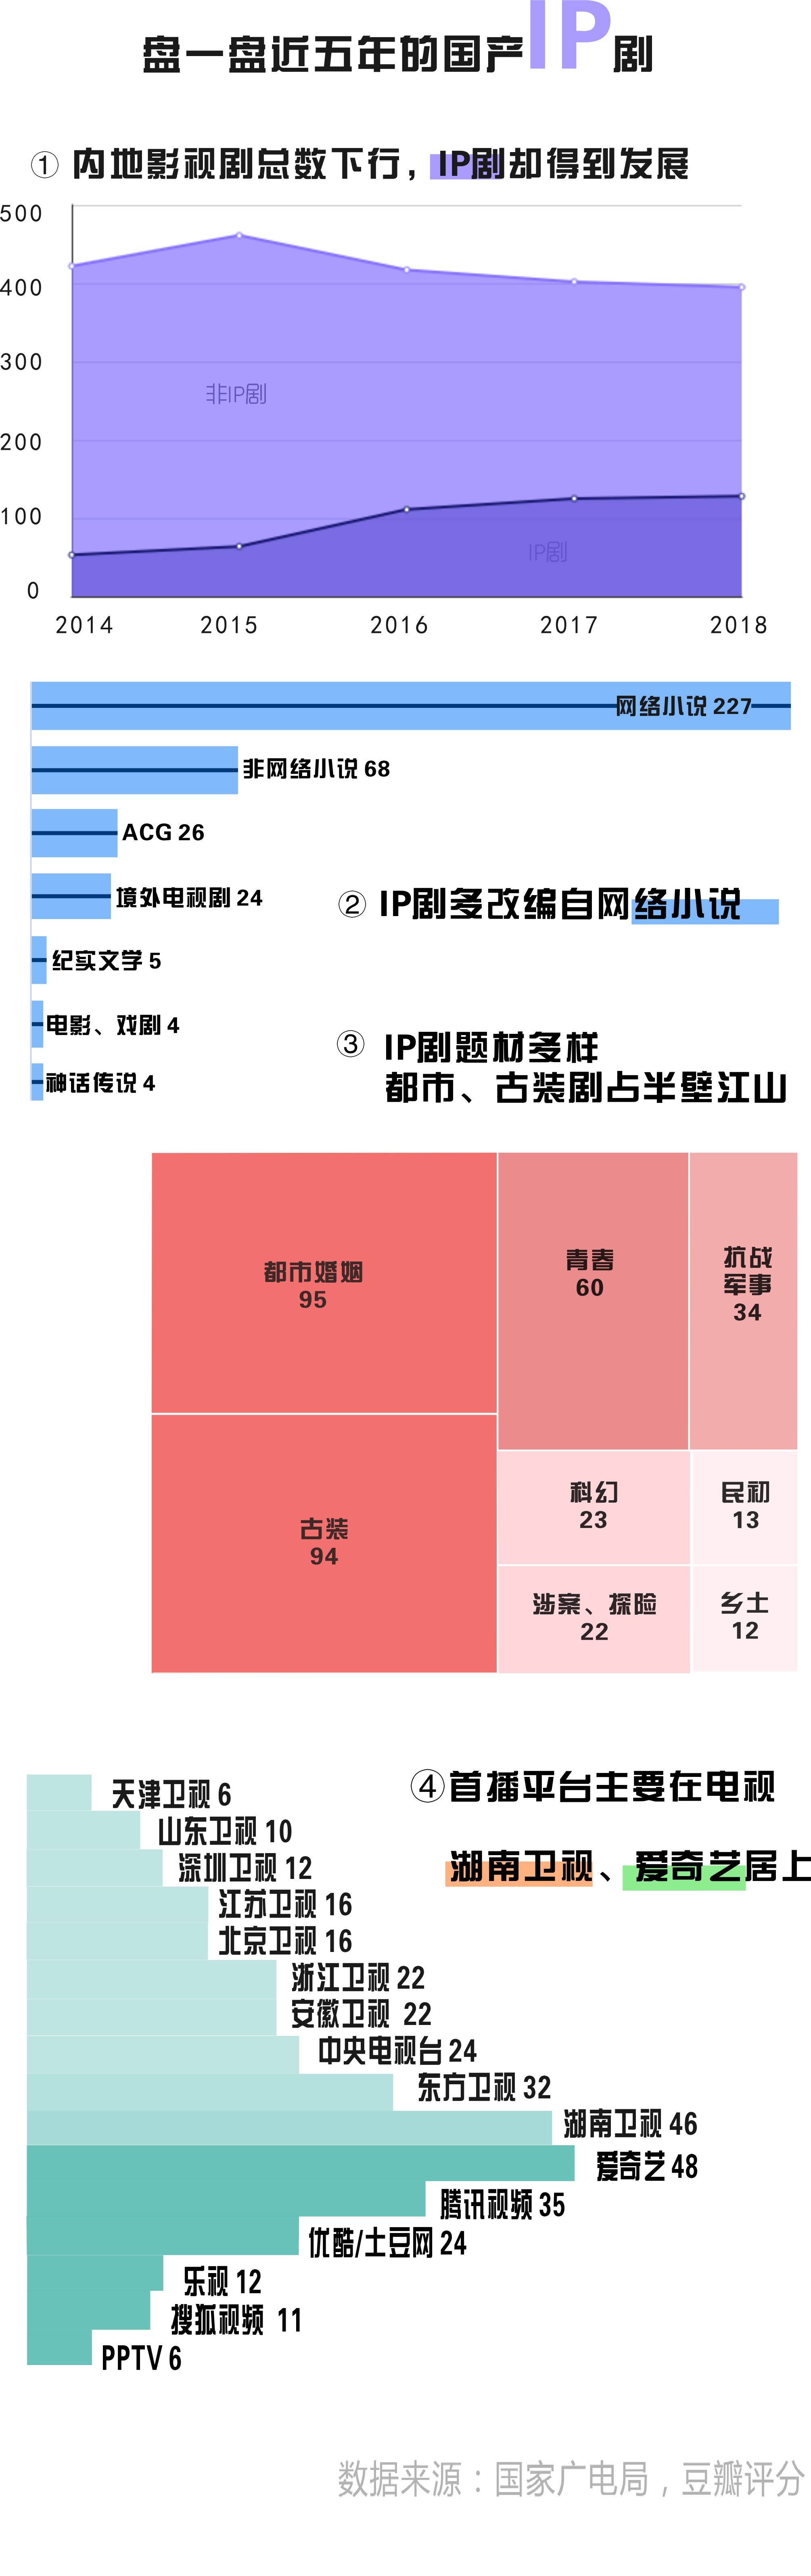 盘一盘近五年的国产IP剧
① 内地影视剧总数下行，IP剧却得到发展
500
400
300
200
100
0
非IP剧
IP剧
2014 2015 2016 2017 2018
网络小说 227
非网络小说 68
ACG 26
境外电视剧 24
② IP剧多改编自网络小说
纪实文学 5
电影、戏剧 4
神话传说 4
③ IP剧题材多样
都市、古装剧占半壁江山
都市婚姻
95
青春
60
抗战
军事
34
古装
94
科幻
23
民初
13
涉案、探险
22
乡土
12
④首播平台主要在电视
湖南卫视、爱奇艺居上
天津卫视 6
山东卫视 10
深圳卫视 12
江苏卫视 16
北京卫视 16
浙江卫视 22
安徽卫视 22
中央电视台 24
东方卫视 32
湖南卫视 46
爱奇艺 48
腾讯视频 35
优酷/土豆网 24
乐视 12
搜狐视频 11
PPTV 6
数据来源：国家广电局，豆瓣评分